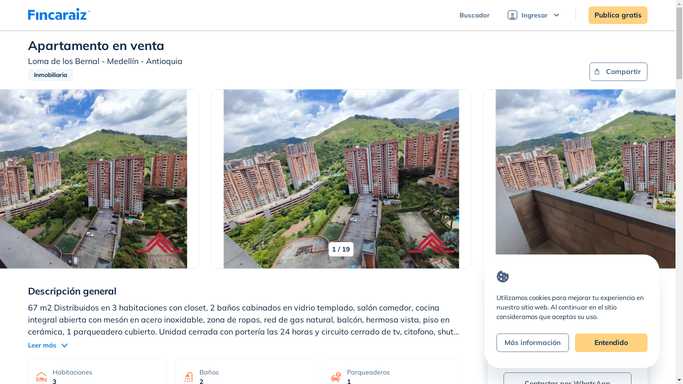 Fincaraiz
Buscador
Ingresar
Publica gratis
Apartamento en venta
Loma de los Bernal - Medellín - Antioquia
Inmobiliaria
Compartir
1 / 19
Descripción general
67 m2 Distribuidos en 3 habitaciones con closet, 2 baños cabinados en vidrio templado, salón comedor, cocina
integral abierta con mesón en acero inoxidable, zona de ropas, red de gas natural, balcón, hermosa vista, piso en
cerámica, 1 parqueadero cubierto. Unidad cerrada con portería las 24 horas y circuito cerrado de tv, citofono, shut...
Leer más
Habitaciones
3
Baños
2
Parqueaderos
1
Utilizamos cookies para mejorar tu experiencia en
nuestro sitio web. Al continuar en el sitio
consideramos que aceptas su uso.
Más información
Entendido
Contactar por WhatsApp